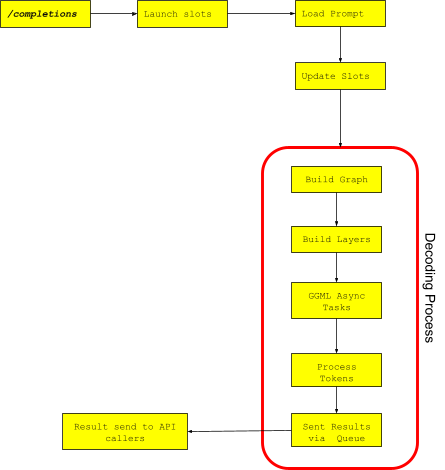 /completions
Launch slots
Load Prompt
Update Slots
Build Graph
Build Layers
GGML Async
Tasks
Process
Tokens
Sent Results
via Queue
Result send to API
callers
Decoding Process